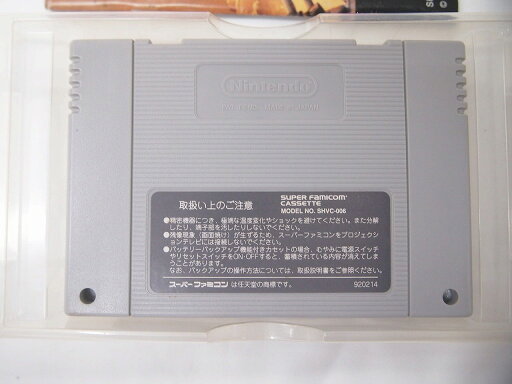 Nintendo
PAT. PEND. MADE IN JAPAN
取扱い上のご注意
SUPER FAMICOM
CASSETTE
MODEL NO. SHVC-006
●精密機器につき、極端な温度変化やショックを避けてください。また分解
したり、端子部を汚したりしないでください。
●残像現象（画面焼け）が生ずるため、スーパーファミコンをプロジェク
ションテレビには接続しないでください。
●バッテリーバックアップ機能付きカセットの場合、むやみに電源スイッチ
やリセットスイッチをON-OFFすると、蓄積されている内容が消えてしま
うことがあります。
なお、バックアップの操作方法については、取扱説明書をご参照ください。
スーパーファミコン は任天堂の商標です。
920214